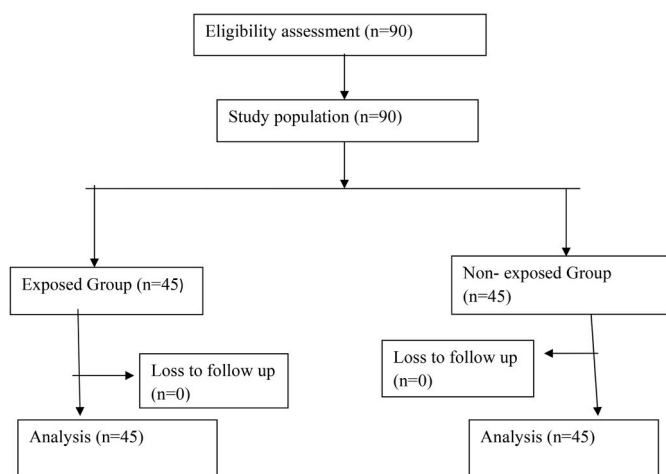 Eligibility assessment (n=90)
Study population (n=90)
Exposed Group (n=45)
Non- exposed Group
(n=45)
Loss to follow up
(n=0)
Loss to follow up
(n=0)
Analysis (n=45)
Analysis (n=45)